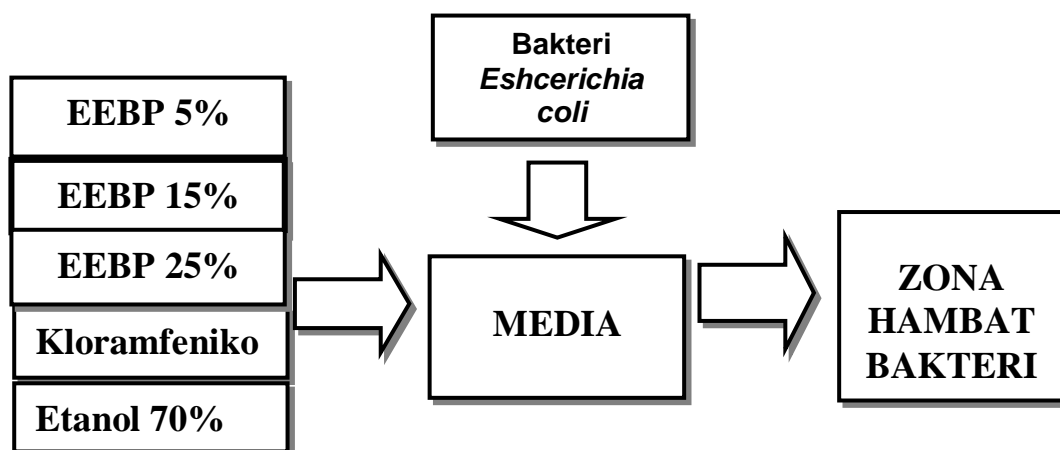 Bakteri
Eshcerichia
coli
EEBP 5%
EEBP 15%
EEBP 25%
Kloramfeniko
Etanol 70%
MEDIA
ZONA
HAMBAT
BAKTERI